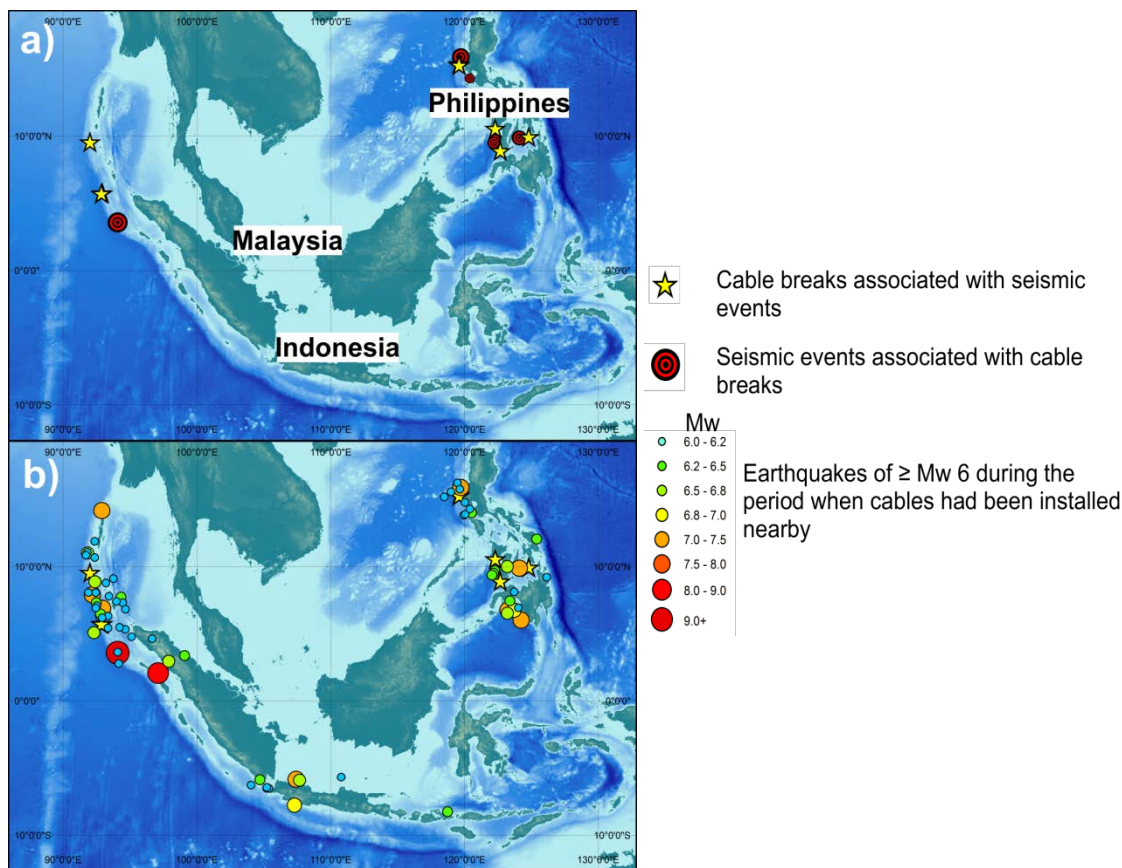 90°0'0"E 100°0'0"E 110°0'0"E 120°0'0"E 130°0'0"E
a)
Philippines
10°0'0"N 10°0'0"N
Malaysia
0°0'0" 0°0'0"
Indonesia
10°0'0"S 10°0'0"S
90°0'0"E 100°0'0"E 110°0'0"E 120°0'0"E 130°0'0"E
b)
10°0'0"N 10°0'0"N
0°0'0" 0°0'0"
10°0'0"S 10°0'0"S
90°0'0"E 100°0'0"E 110°0'0"E 120°0'0"E 130°0'0"E
Cable breaks associated with seismic
events
Seismic events associated with cable
breaks
Mw
6.0 - 6.2
6.2 - 6.5
6.5 - 6.8
6.8 - 7.0
7.0 - 7.5
7.5 - 8.0
8.0 - 9.0
9.0+
Earthquakes of ≥ Mw 6 during the
period when cables had been installed
nearby